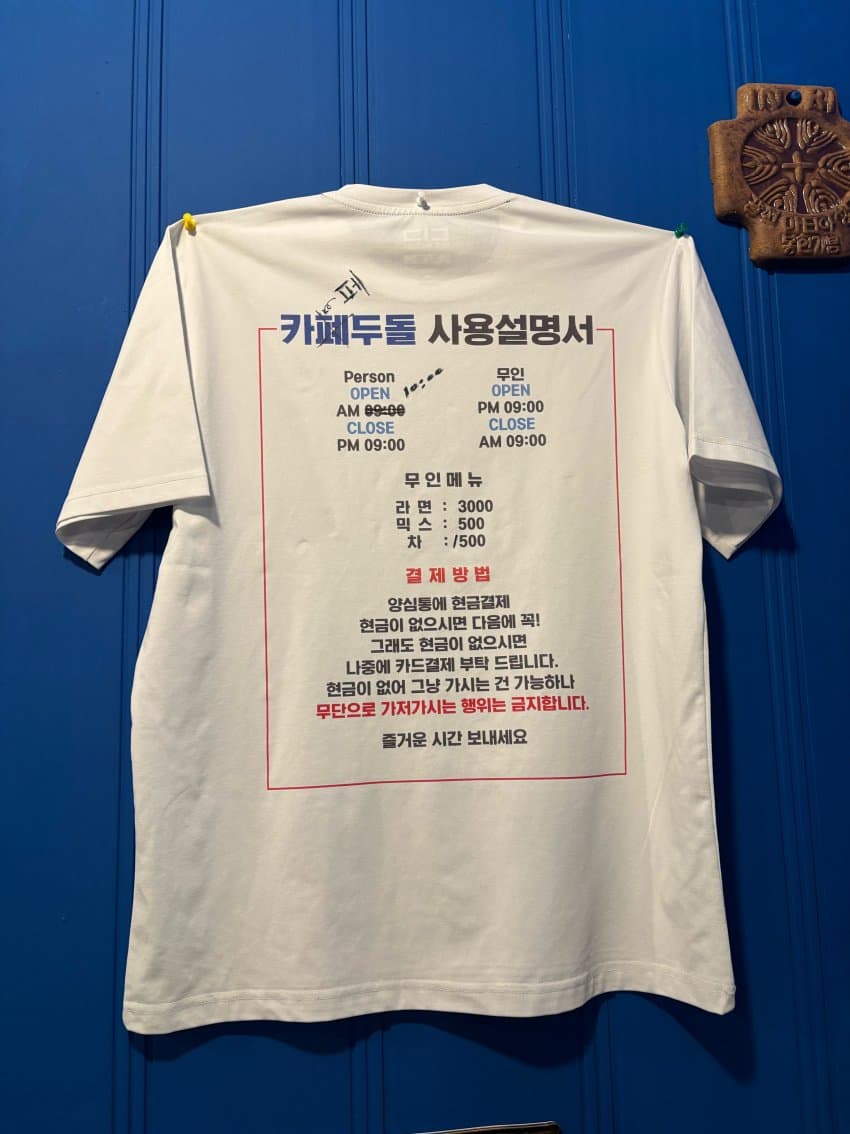 카페두돌 사용설명서
Person
OPEN
10:00
AM 09:00
CLOSE
PM 09:00
무인
OPEN
PM 09:00
CLOSE
AM 09:00
무인메뉴
라면 : 3000
믹스 : 500
차 : /500
결제방법
양심통에 현금결제
현금이 없으시면 다음에 꼭!
그래도 현금이 없으시면
나중에 카드결제 부탁 드립니다.
현금이 없어 그냥 가시는 건 가능하나
무단으로 가저가시는 행위는 금지합니다.
즐거운 시간 보내세요
INRI